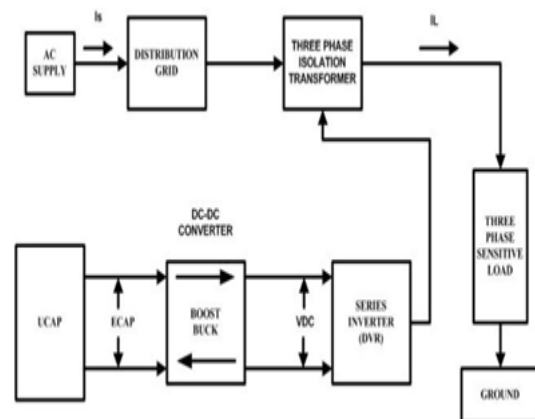 Is
IL
AC
SUPPLY
DISTRIBUTION
GRID
THREE PHASE
ISOLATION
TRANSFORMER
THREE
PHASE
SENSITIVE
LOAD
DC-DC
CONVERTER
UCAP
ECAP
BOOST
BUCK
VDC
SERIES
INVERTER
(DVR)
GROUND